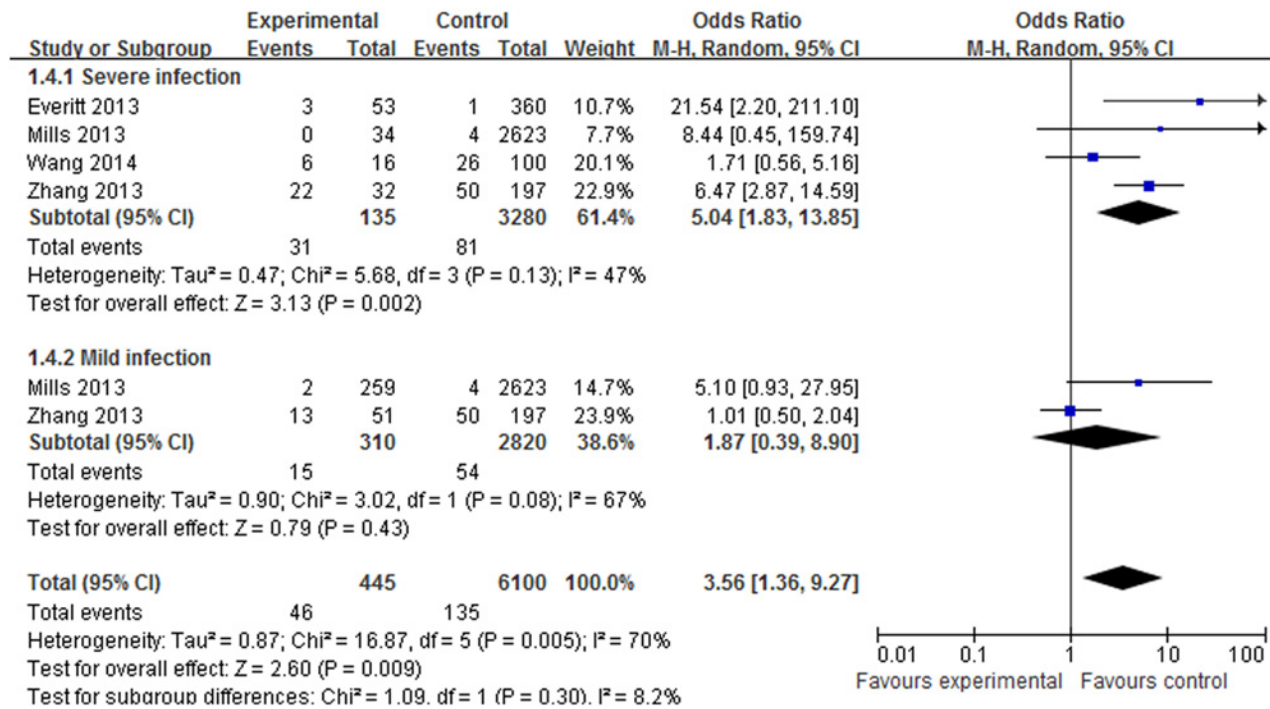 Experimental Control Odds Ratio Odds Ratio
Study or Subgroup Events Total Events Total Weight M-H, Random, 95% CI M-H, Random, 95% CI
1.4.1 Severe infection
Everitt 2013 3 53 1 360 10.7% 21.54 [2.20, 211.10]
Mills 2013 0 34 4 2623 7.7% 8.44 [0.45, 159.74]
Wang 2014 6 16 26 100 20.1% 1.71 [0.56, 5.16]
Zhang 2013 22 32 50 197 22.9% 6.47 [2.87, 14.59]
Subtotal (95% CI) 135 3280 61.4% 5.04 [1.83, 13.85]
Total events 31 81
Heterogeneity: Tau² = 0.47; Chi² = 5.68, df = 3 (P = 0.13); I² = 47%
Test for overall effect: Z = 3.13 (P = 0.002)
1.4.2 Mild infection
Mills 2013 2 259 4 2623 14.7% 5.10 [0.93, 27.95]
Zhang 2013 13 51 50 197 23.9% 1.01 [0.50, 2.04]
Subtotal (95% CI) 310 2820 38.6% 1.87 [0.39, 8.90]
Total events 15 54
Heterogeneity: Tau² = 0.90; Chi² = 3.02, df = 1 (P = 0.08); I² = 67%
Test for overall effect: Z = 0.79 (P = 0.43)
Total (95% CI) 445 6100 100.0% 3.56 [1.36, 9.27]
Total events 46 135
Heterogeneity: Tau² = 0.87; Chi² = 16.87, df = 5 (P = 0.005); I² = 70%
Test for overall effect: Z = 2.60 (P = 0.009)
Test for subgroup differences: Chi² = 1.09, df = 1 (P = 0.30), I² = 8.2%
0.01 0.1 1 10 100
Favours experimental Favours control